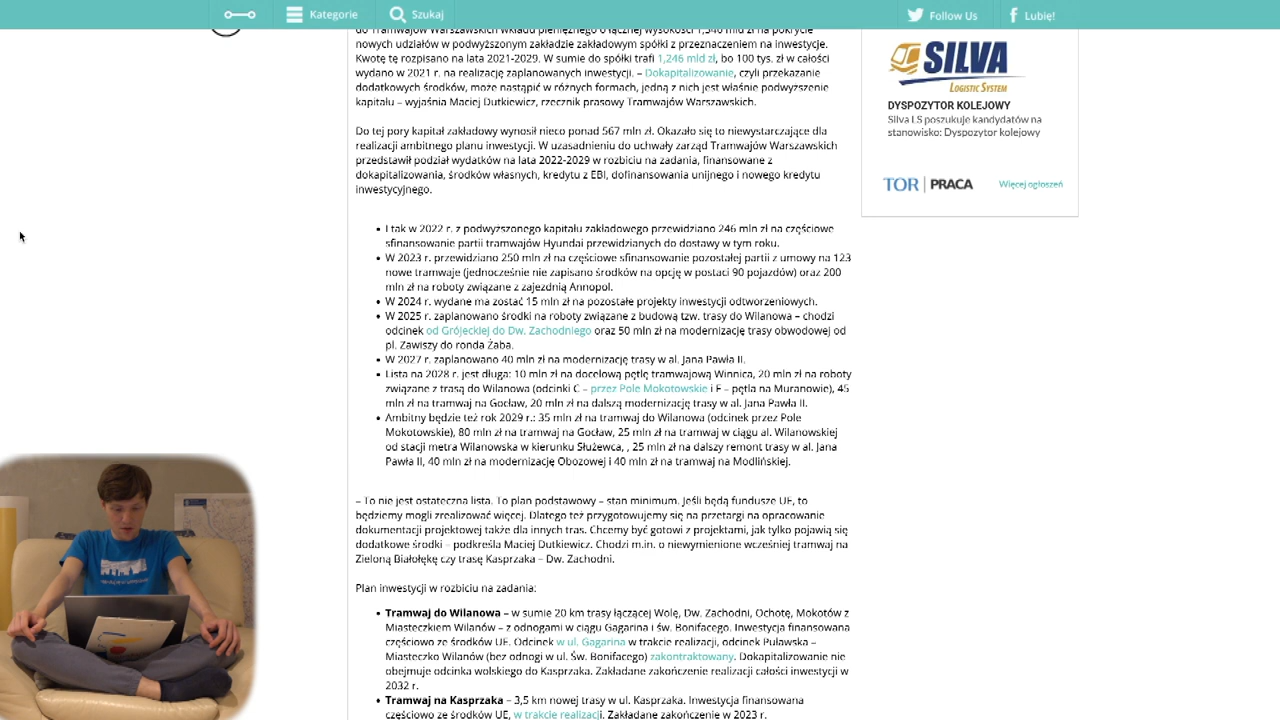 Kategorie
Szukaj
Follow Us
Lubię!
do Tramwajów Warszawskich wkładu pieniężnego o łącznej wysokości 1,346 mld zł na pokrycie
nowych udziałów w podwyższonym zakładzie zakładowym spółki z przeznaczeniem na inwestycje.
Kwotę tę rozpisano na lata 2021-2029. W sumie do spółki trafi 1,246 mld zł, bo 100 tys. zł w całości
wydano w 2021 r. na realizację zaplanowanych inwestycji. – Dokapitalizowanie, czyli przekazanie
dodatkowych środków, może nastąpić w różnych formach, jedną z nich jest właśnie podwyższenie
kapitału – wyjaśnia Maciej Dutkiewicz, rzecznik prasowy Tramwajów Warszawskich.
Do tej pory kapitał zakładowy wynosił nieco ponad 567 mln zł. Okazało się to niewystarczające dla
realizacji ambitnego planu inwestycji. W uzasadnieniu do uchwały zarząd Tramwajów Warszawskich
przedstawił podział wydatków na lata 2022-2029 w rozbiciu na zadania, finansowane z
dokapitalizowania, środków własnych, kredytu z EBI, dofinansowania unijnego i nowego kredytu
inwestycyjnego.
▪ I tak w 2022 r. z podwyższonego kapitału zakładowego przewidziano 246 mln zł na częściowe
sfinansowanie partii tramwajów Hyundai przewidzianych do dostawy w tym roku.
▪ W 2023 r. przewidziano 250 mln zł na częściowe sfinansowanie pozostałej partii z umowy na 123
nowe tramwaje (jednocześnie nie zapisano środków na opcję w postaci 90 pojazdów) oraz 200
mln zł na roboty związane z zajezdnią Annopol.
▪ W 2024 r. wydane ma zostać 15 mln zł na pozostałe projekty inwestycji odtworzeniowych.
▪ W 2025 r. zaplanowano środki na roboty związane z budową tzw. trasy do Wilanowa – chodzi
odcinek od Grójeckiej do Dw. Zachodniego oraz 50 mln zł na modernizację trasy obwodowej od
pl. Zawiszy do ronda Żaba.
▪ W 2027 r. zaplanowano 40 mln zł na modernizację trasy w al. Jana Pawła II.
▪ Lista na 2028 r. jest długa: 10 mln zł na docelową pętlę tramwajową Winnica, 20 mln zł na roboty
związane z trasą do Wilanowa (odcinki C – przez Pole Mokotowskie i F – pętla na Muranowie), 45
mln zł na tramwaj na Gocław, 20 mln zł na dalszą modernizację trasy w al. Jana Pawła II.
▪ Ambitny będzie też rok 2029 r.: 35 mln zł na tramwaj do Wilanowa (odcinek przez Pole
Mokotowskie), 80 mln zł na tramwaj na Gocław, 25 mln zł na tramwaj w ciągu al. Wilanowskiej
od stacji metra Wilanowska w kierunku Służewca, , 25 mln zł na dalszy remont trasy w al. Jana
Pawła II, 40 mln zł na modernizację Obozowej i 40 mln zł na tramwaj na Modlińskiej.
– To nie jest ostateczna lista. To plan podstawowy – stan minimum. Jeśli będą fundusze UE, to
będziemy mogli zrealizować więcej. Dlatego też przygotowujemy się na przetargi na opracowanie
dokumentacji projektowej także dla innych tras. Chcemy być gotowi z projektami, jak tylko pojawią się
dodatkowe środki – podkreśla Maciej Dutkiewicz. Chodzi m.in. o niewymienione wcześniej tramwaj na
Zieloną Białołękę czy trasę Kasprzaka – Dw. Zachodni.
Plan inwestycji w rozbiciu na zadania:
▪ Tramwaj do Wilanowa – w sumie 20 km trasy łączącej Wolę, Dw. Zachodni, Ochotę, Mokotów z
Miasteczkiem Wilanów – z odnogami w ciągu Gagarina i św. Bonifacego. Inwestycja finansowana
częściowo ze środków UE. Odcinek w ul. Gagarina w trakcie realizacji, odcinek Puławska –
Miasteczko Wilanów (bez odnogi w ul. Św. Bonifacego) zakontraktowany. Dokapitalizowanie nie
obejmuje odcinka wolskiego do Kasprzaka. Zakładane zakończenie realizacji całości inwestycji w
2032 r.
▪ Tramwaj na Kasprzaka – 3,5 km nowej trasy w ul. Kasprzaka. Inwestycja finansowana
częściowo ze środków UE, w trakcie realizacji. Zakładane zakończenie w 2023 r.
SILVA
LOGISTIC SYSTEM
DYSPOZYTOR KOLEJOWY
Silva LS poszukuje kandydatów na
stanowisko: Dyspozytor kolejowy
TOR | PRACA
Więcej ogłoszeń